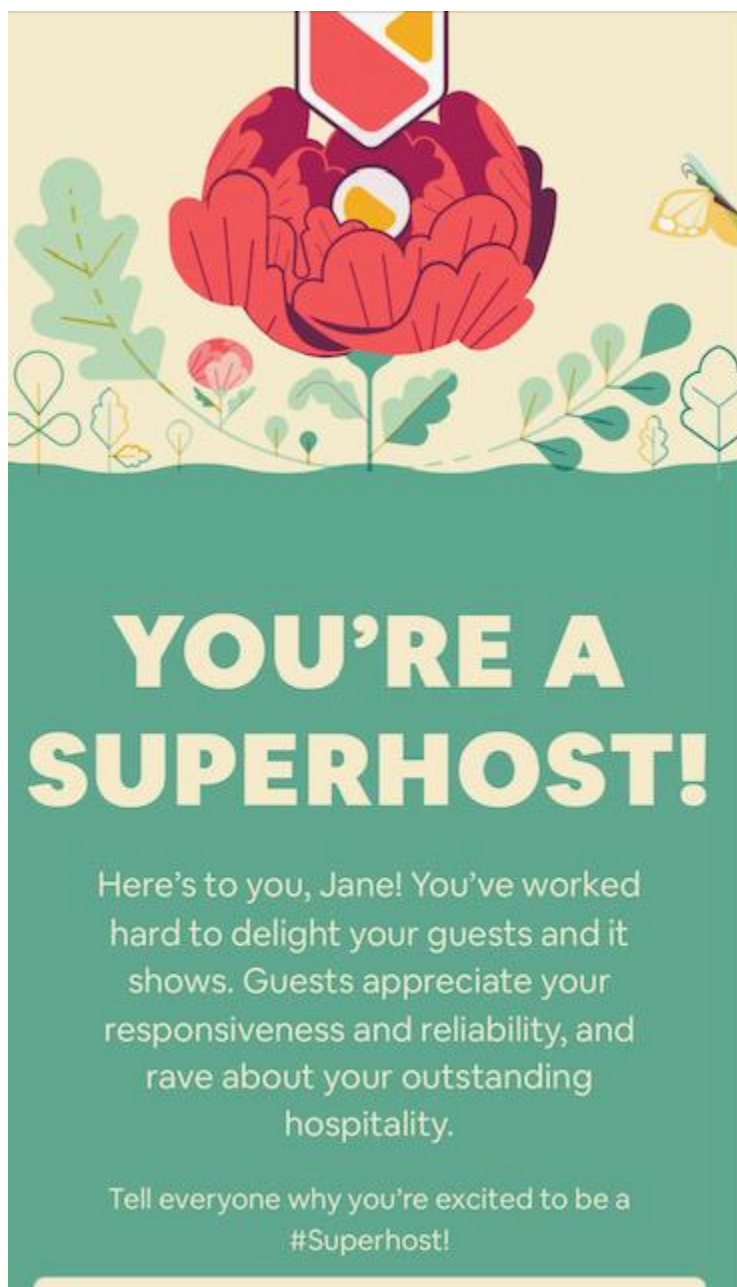 YOU’RE A
SUPERHOST!
Here’s to you, Jane! You’ve worked
hard to delight your guests and it
shows. Guests appreciate your
responsiveness and reliability, and
rave about your outstanding
hospitality.
Tell everyone why you’re excited to be a
#Superhost!